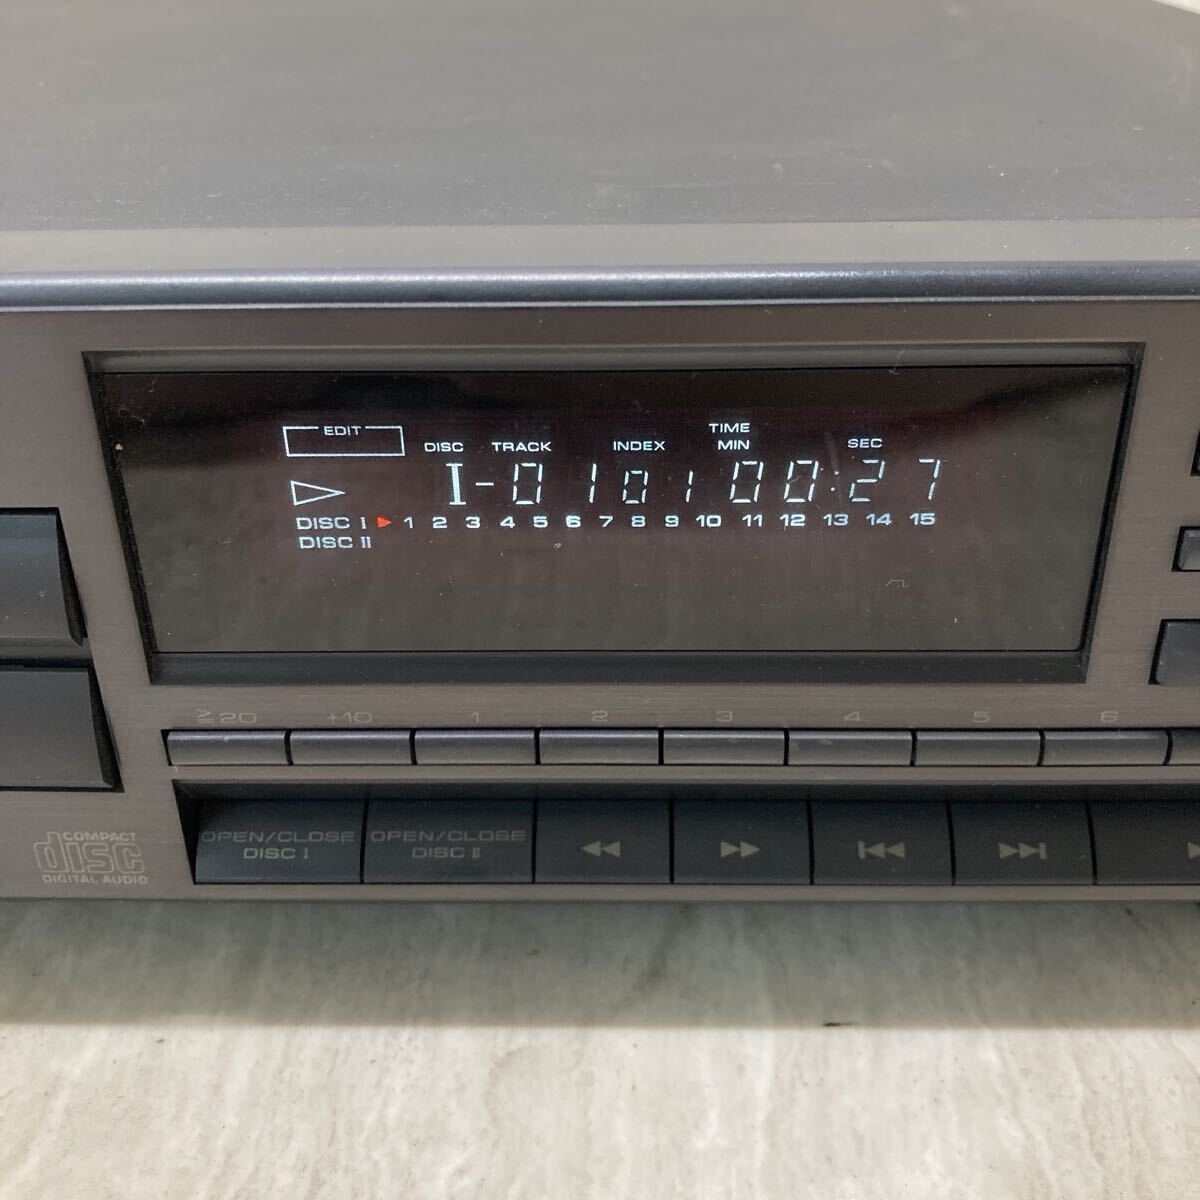 EDIT
TIME
DISC TRACK INDEX MIN SEC
I-01 01 00:27
DISC I 1 2 3 4 5 6 7 8 9 10 11 12 13 14 15
DISC II
≥20 +10 1 2 3 4 5 6
OPEN/CLOSE DISC I
OPEN/CLOSE DISC II
COMPACT
disc
DIGITAL AUDIO